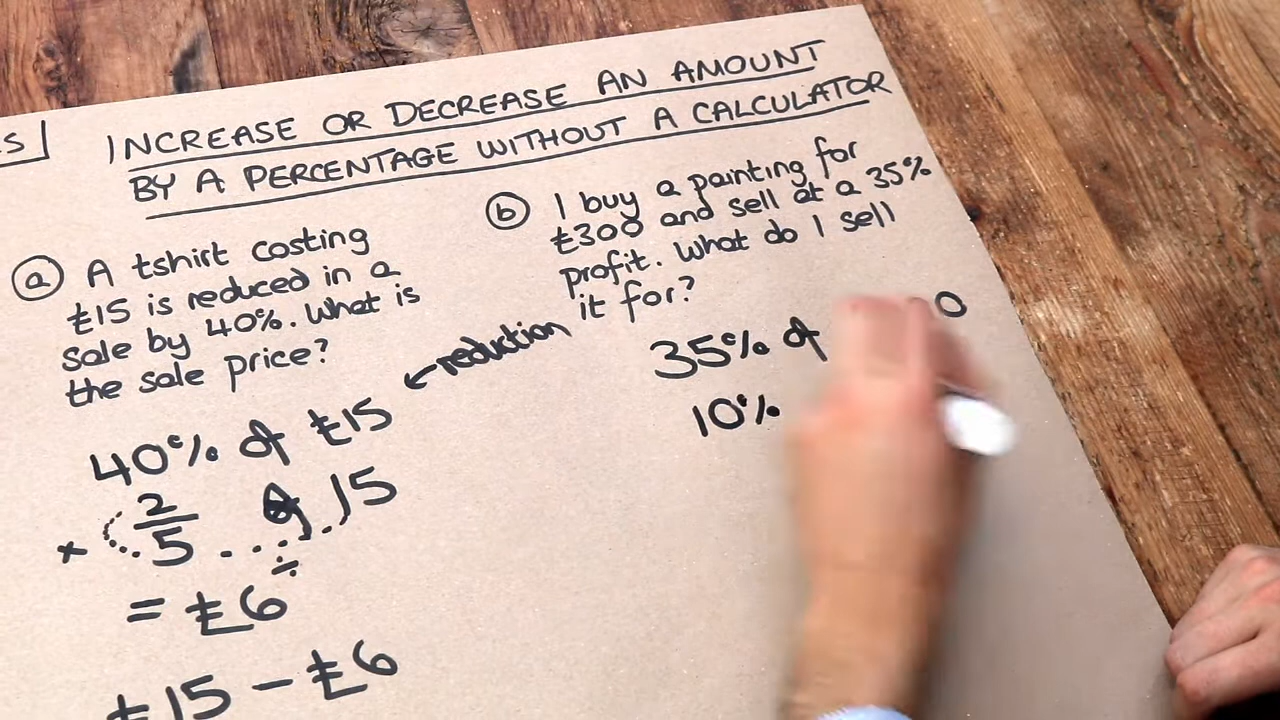 INCREASE OR DECREASE AN AMOUNT
BY A PERCENTAGE WITHOUT A CALCULATOR
ⓐ A tshirt costing
£15 is reduced in a
sale by 40%. What is
the sale price?
40% of £15
← reduction
× 2/5 of 15
÷
= £6
£15 – £6
ⓑ I buy a painting for
£300 and sell at a 35%
profit. What do I sell
it for?
35% of
10%